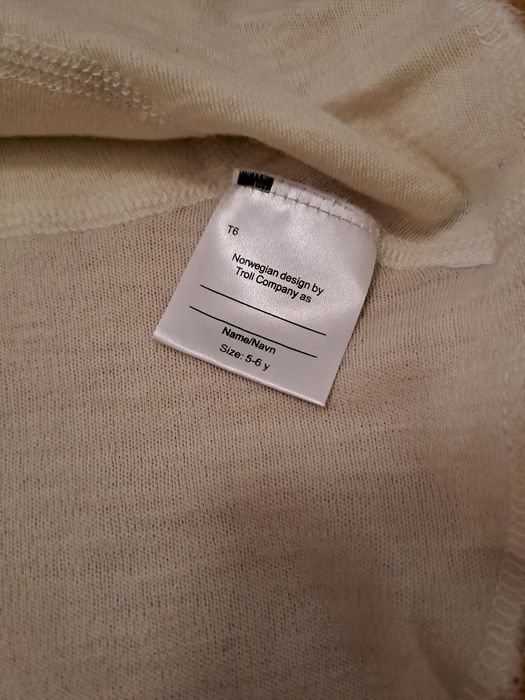 T6
Norwegian design by
Troll Company as
Name/Navn
Size: 5-6 y